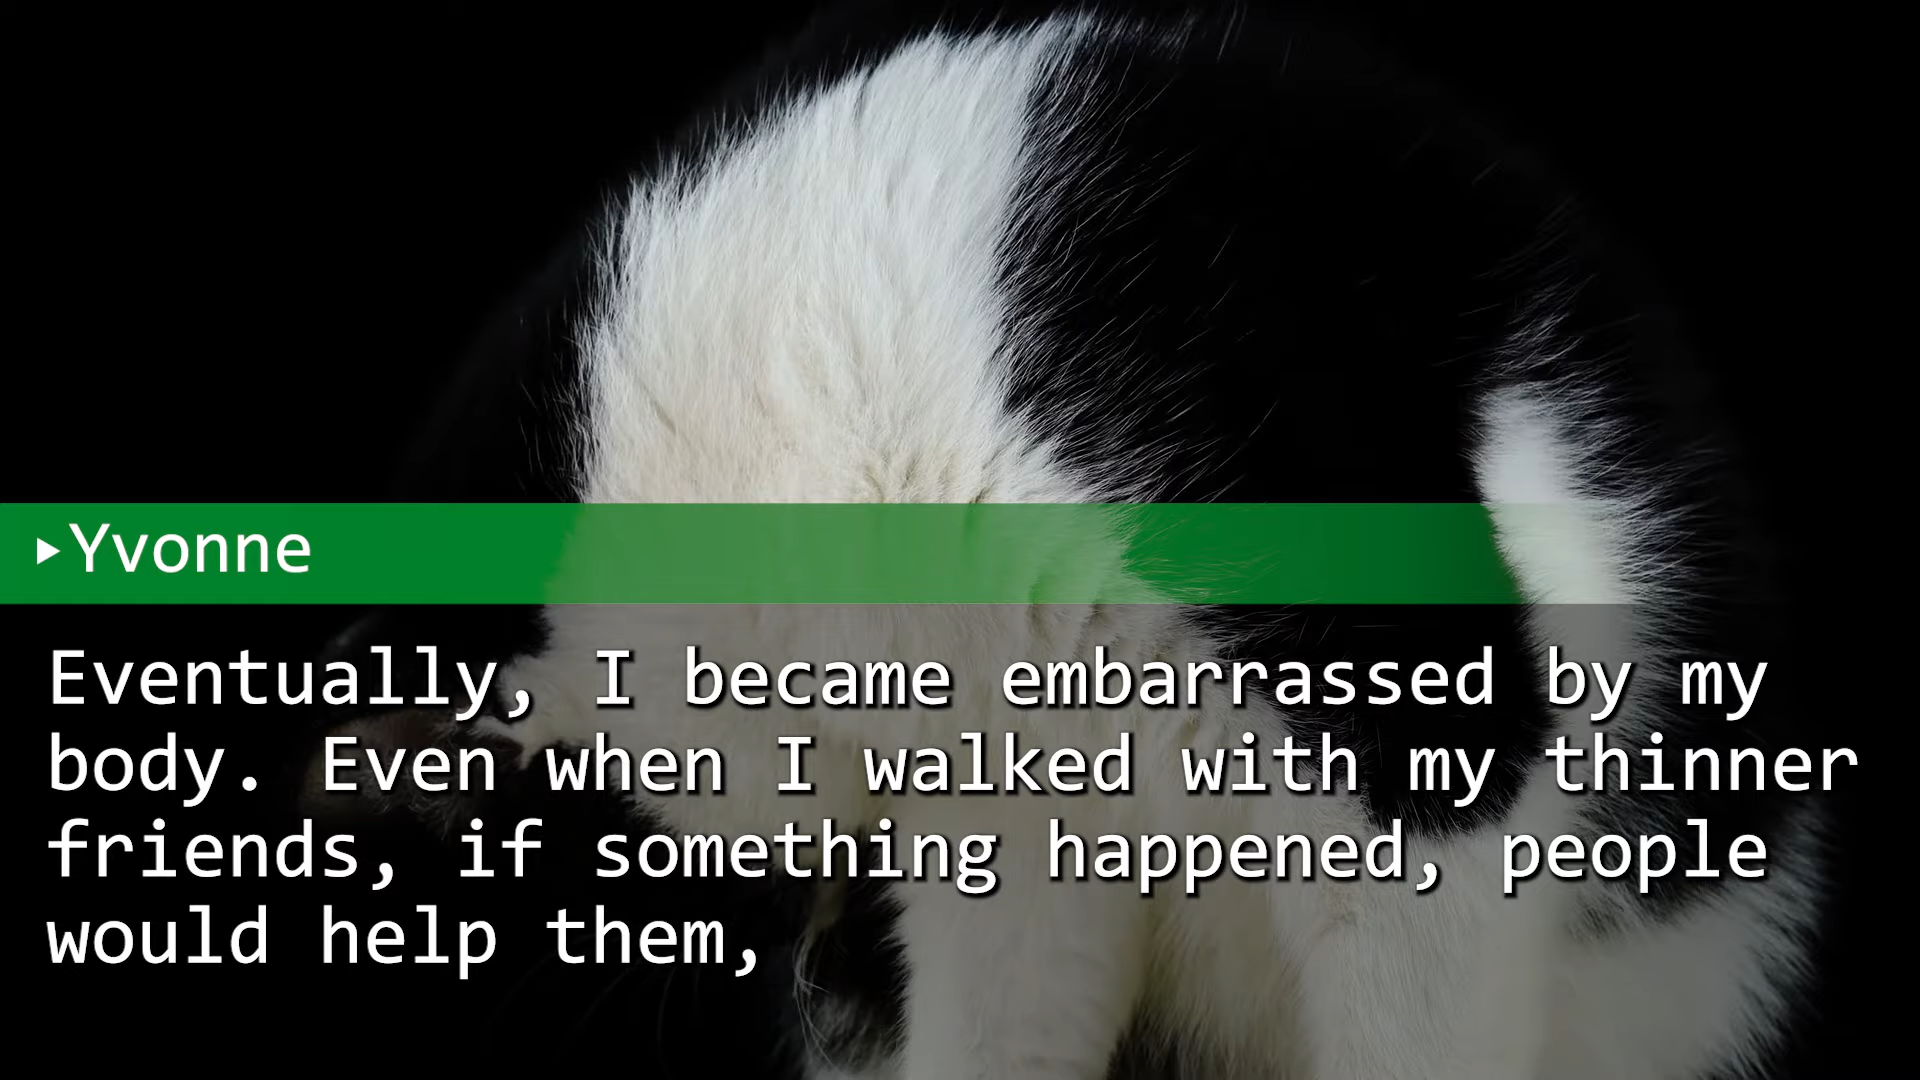 Yvonne
Eventually, I became embarrassed by my
body. Even when I walked with my thinner
friends, if something happened, people
would help them,